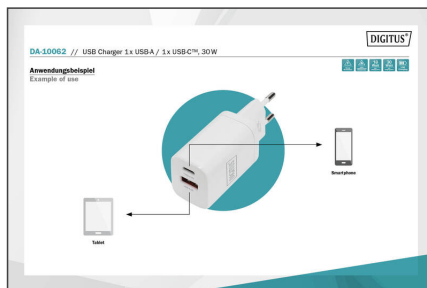 DIGITUS®
DA-10062 // USB Charger 1x USB-A / 1x USB-C™, 30 W
Anwendungsbeispiel
Example of use
Smartphone
Tablet